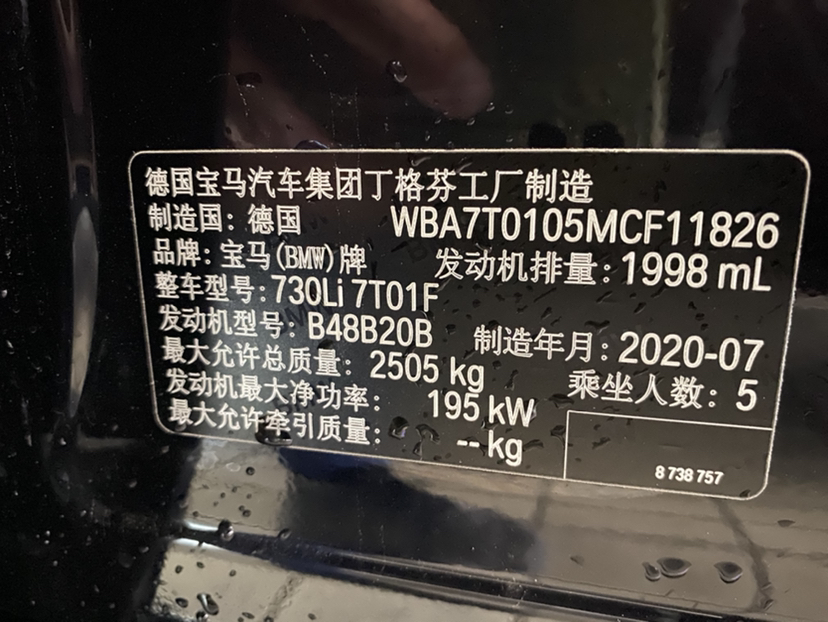 德国宝马汽车集团丁格芬工厂制造
制造国: 德国 WBA7T0105MCF11826
品牌: 宝马(BMW)牌 发动机排量: 1998 mL
整车型号: 730Li 7T01F
发动机型号: B48B20B 制造年月: 2020-07
最大允许总质量: 2505 kg 乘坐人数: 5
发动机最大净功率: 195 kW
最大允许牵引质量: -- kg
8 738 757